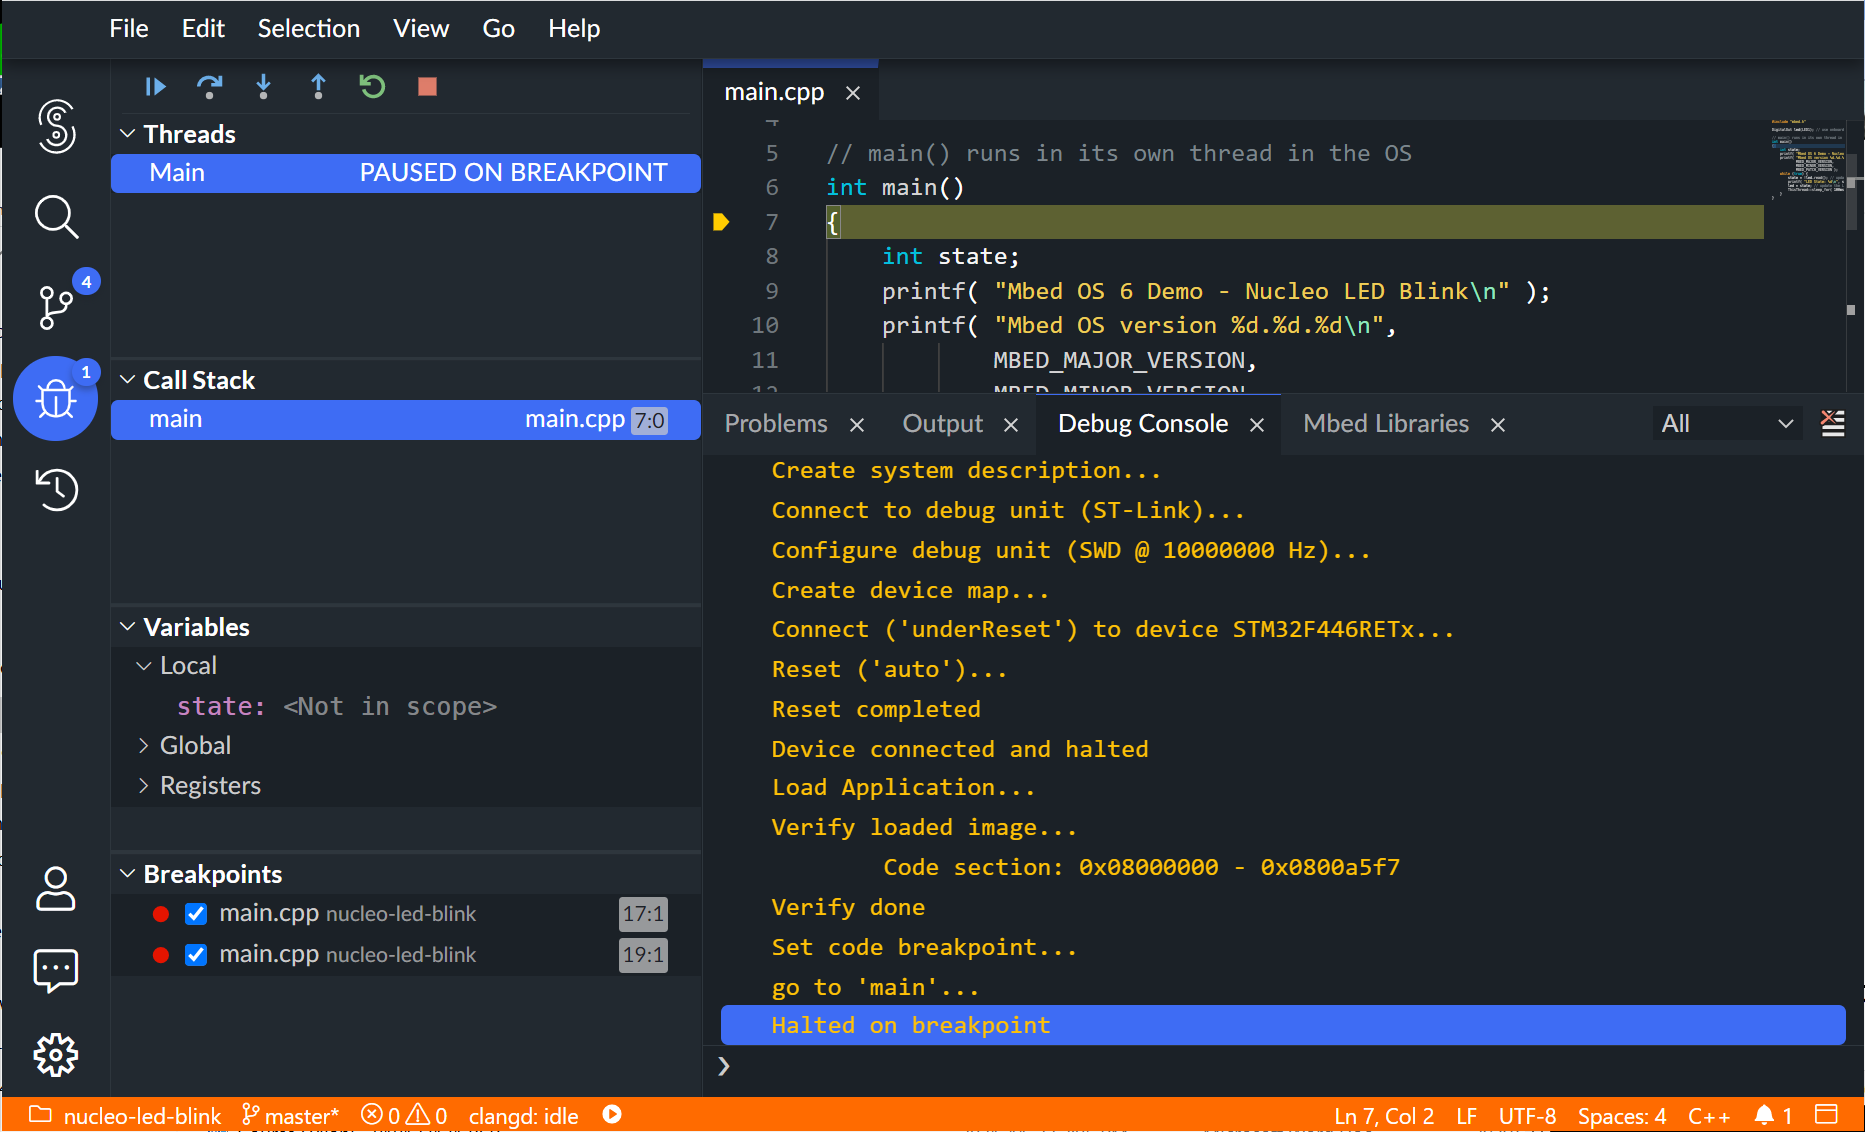 File Edit Selection View Go Help
Threads
Main PAUSED ON BREAKPOINT
4
1
Call Stack
main main.cpp 7:0
Variables
Local
state: <Not in scope>
Global
Registers
Breakpoints
main.cpp nucleo-led-blink 17:1
main.cpp nucleo-led-blink 19:1
main.cpp
4
5 // main() runs in its own thread in the OS
6 int main()
7 {
8 int state;
9 printf( "Mbed OS 6 Demo - Nucleo LED Blink\n" );
10 printf( "Mbed OS version %d.%d.%d\n",
11 MBED_MAJOR_VERSION,
12 MBED_MINOR_VERSION
Problems Output Debug Console Mbed Libraries All
Create system description...
Connect to debug unit (ST-Link)...
Configure debug unit (SWD @ 10000000 Hz)...
Create device map...
Connect ('underReset') to device STM32F446RETx...
Reset ('auto')...
Reset completed
Device connected and halted
Load Application...
Verify loaded image...
Code section: 0x08000000 - 0x0800a5f7
Verify done
Set code breakpoint...
go to 'main'...
Halted on breakpoint
nucleo-led-blink master* 0 0 clangd: idle Ln 7, Col 2 LF UTF-8 Spaces: 4 C++ 1